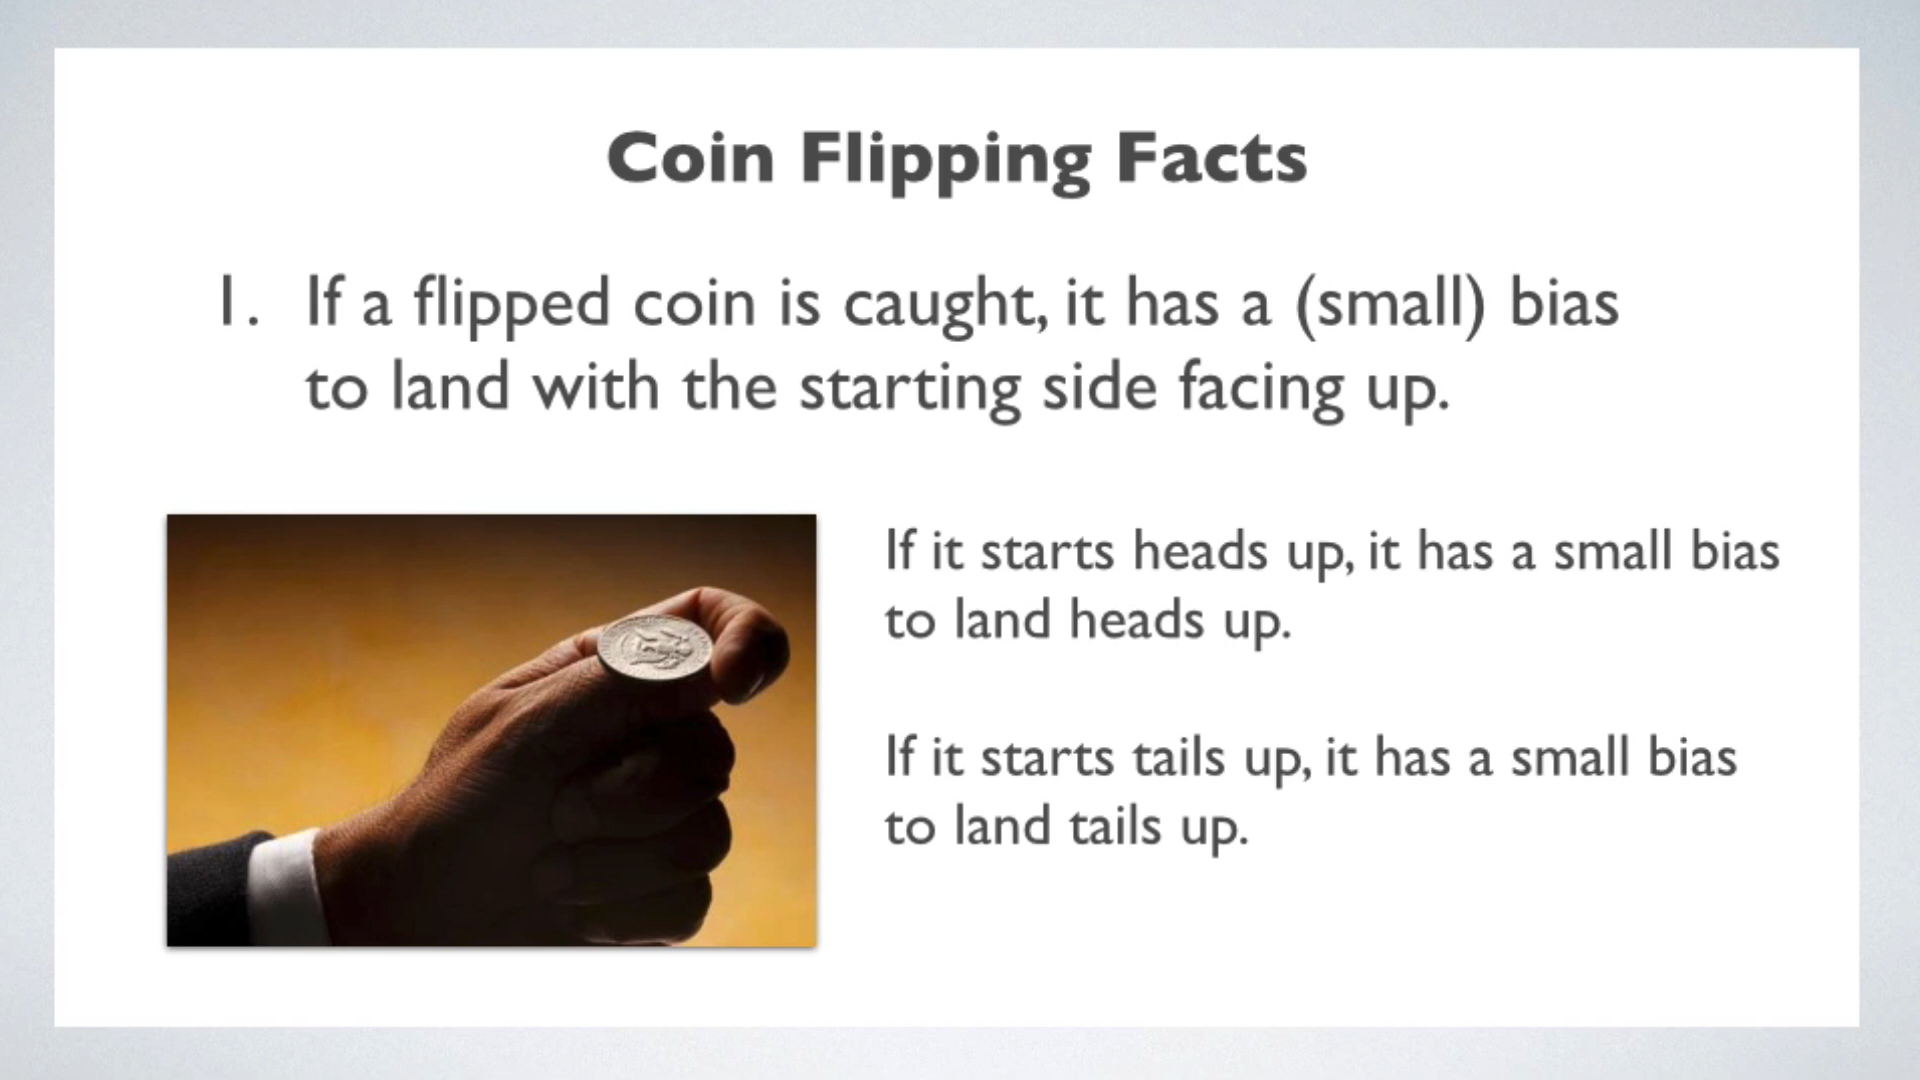 Coin Flipping Facts
1. If a flipped coin is caught, it has a (small) bias
to land with the starting side facing up.
If it starts heads up, it has a small bias
to land heads up.
If it starts tails up, it has a small bias
to land tails up.